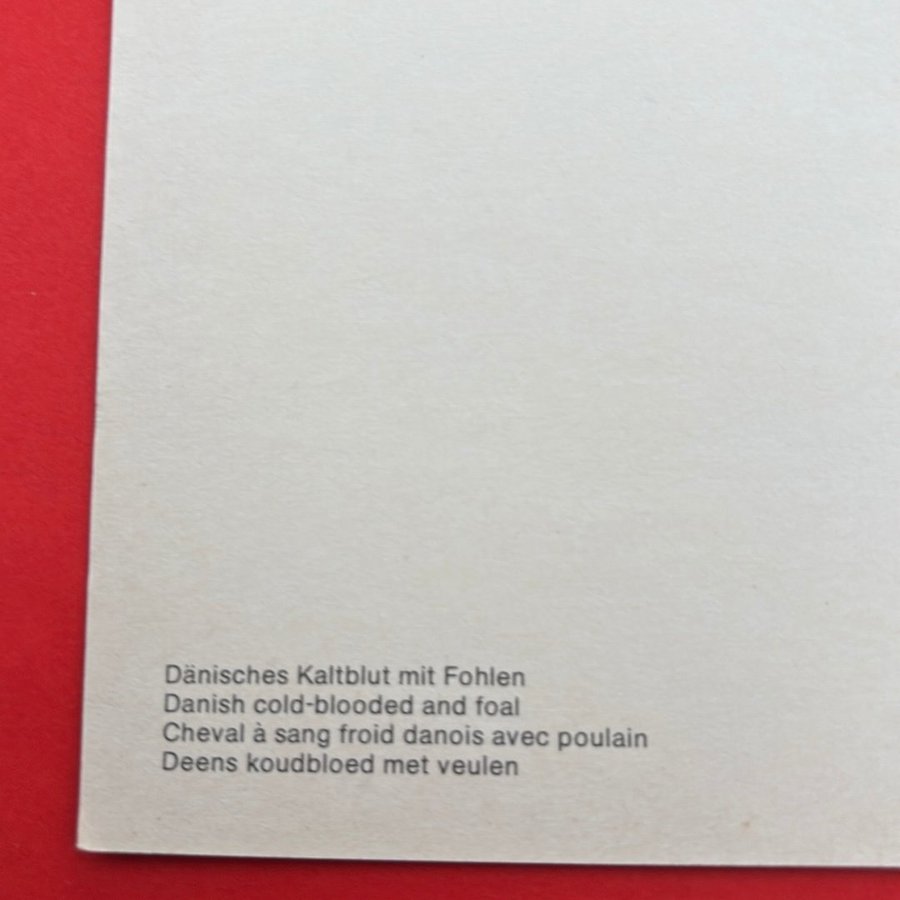 Dänisches Kaltblut mit Fohlen
Danish cold-blooded and foal
Cheval à sang froid danois avec poulain
Deens koudbloed met veulen